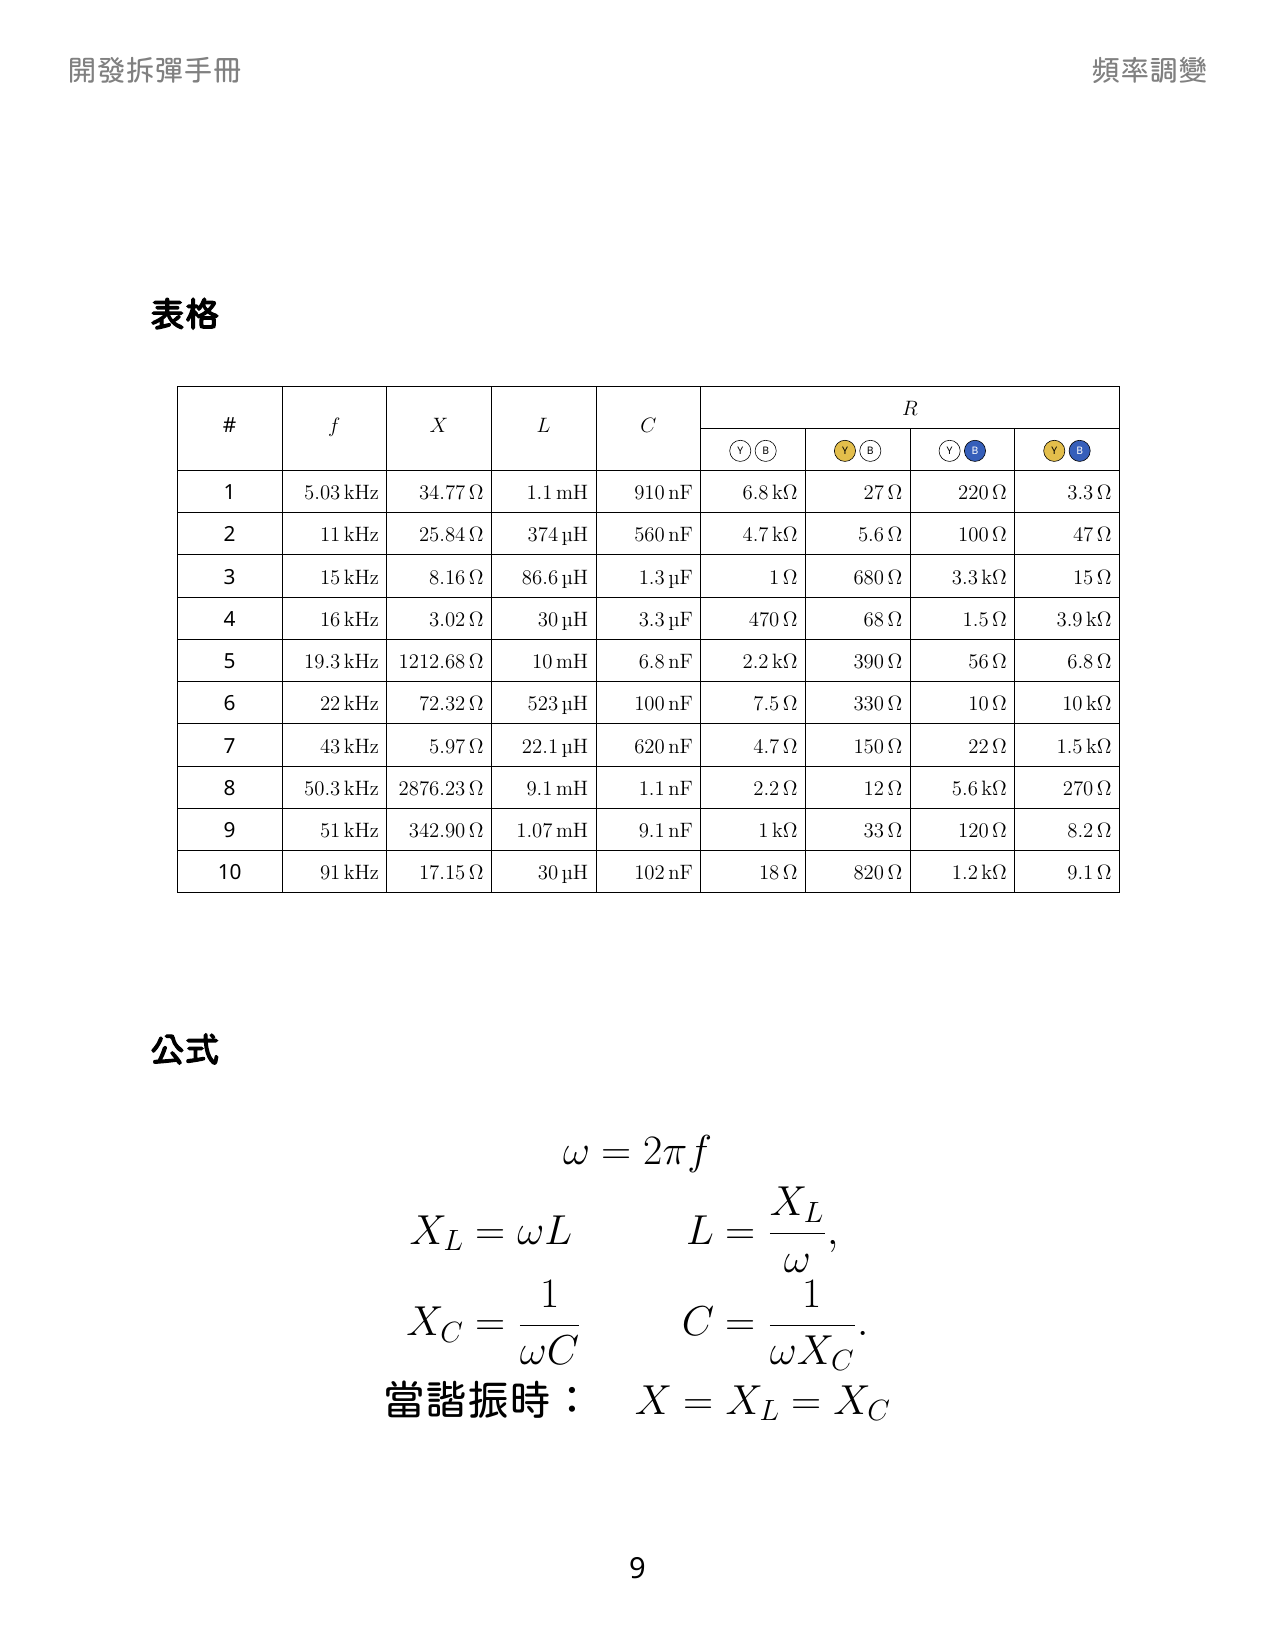 開發拆彈手冊 頻率調變
表格
# f X L C R
Y B Y B Y B Y B
1 5.03 kHz 34.77 Ω 1.1 mH 910 nF 6.8 kΩ 27 Ω 220 Ω 3.3 Ω
2 11 kHz 25.84 Ω 374 µH 560 nF 4.7 kΩ 5.6 Ω 100 Ω 47 Ω
3 15 kHz 8.16 Ω 86.6 µH 1.3 µF 1 Ω 680 Ω 3.3 kΩ 15 Ω
4 16 kHz 3.02 Ω 30 µH 3.3 µF 470 Ω 68 Ω 1.5 Ω 3.9 kΩ
5 19.3 kHz 1212.68 Ω 10 mH 6.8 nF 2.2 kΩ 390 Ω 56 Ω 6.8 Ω
6 22 kHz 72.32 Ω 523 µH 100 nF 7.5 Ω 330 Ω 10 Ω 10 kΩ
7 43 kHz 5.97 Ω 22.1 µH 620 nF 4.7 Ω 150 Ω 22 Ω 1.5 kΩ
8 50.3 kHz 2876.23 Ω 9.1 mH 1.1 nF 2.2 Ω 12 Ω 5.6 kΩ 270 Ω
9 51 kHz 342.90 Ω 1.07 mH 9.1 nF 1 kΩ 33 Ω 120 Ω 8.2 Ω
10 91 kHz 17.15 Ω 30 µH 102 nF 18 Ω 820 Ω 1.2 kΩ 9.1 Ω
公式
ω = 2πf
X_L = ωL L = X_L/ω,
X_C = 1/ωC C = 1/ωX_C.
當諧振時： X = X_L = X_C
9